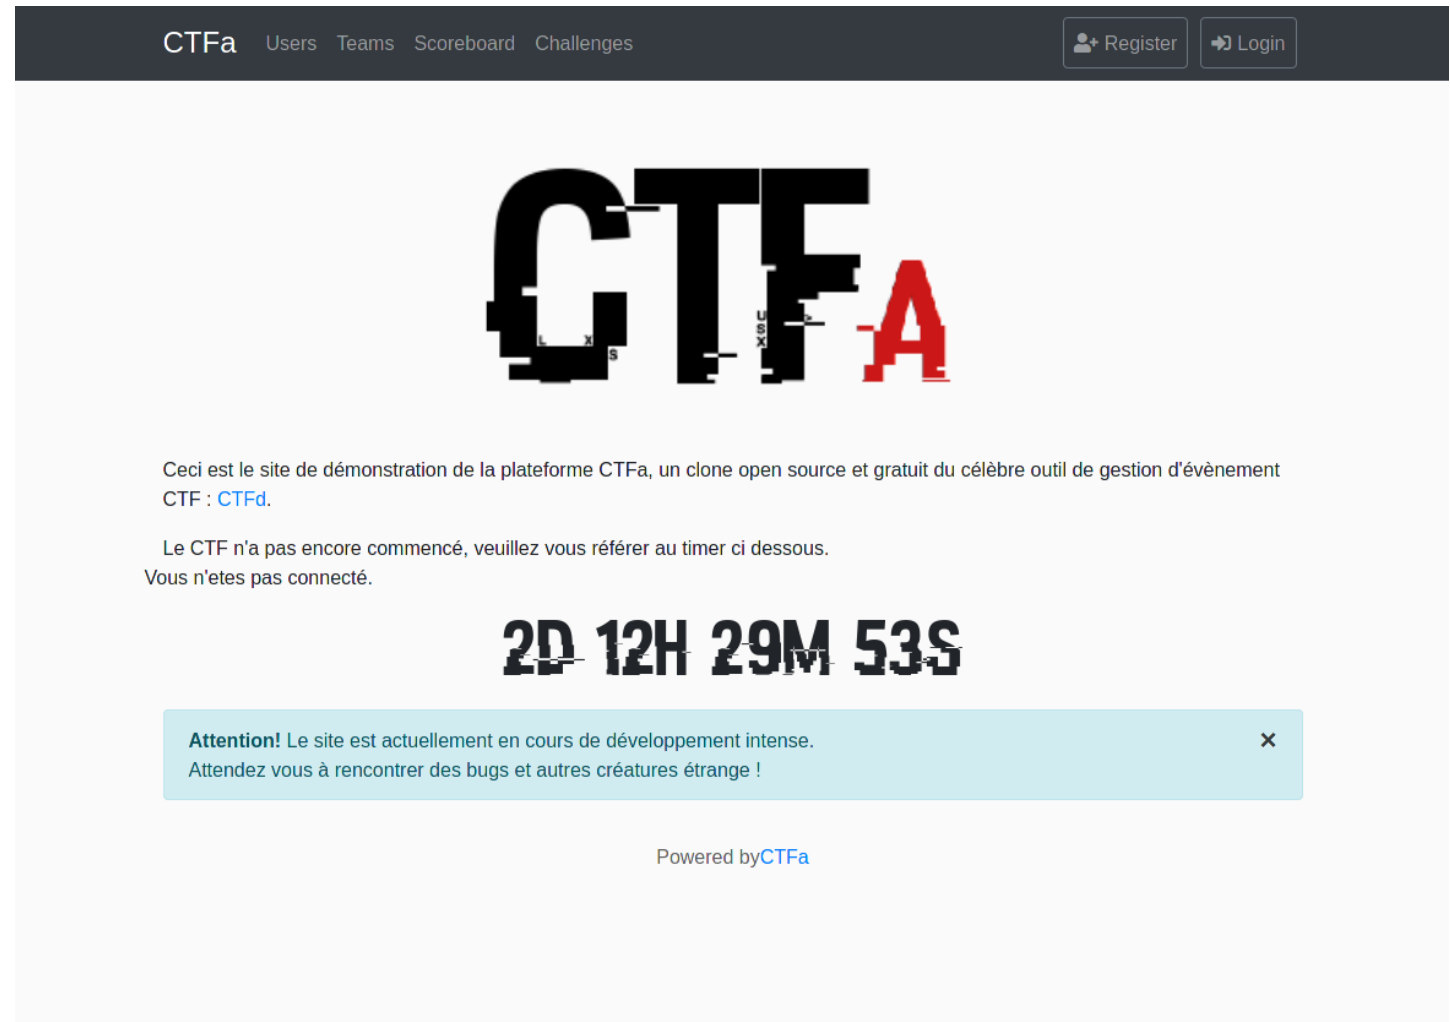 CTFa Users Teams Scoreboard Challenges Register Login
CTFA
L X S
USX
Ceci est le site de démonstration de la plateforme CTFa, un clone open source et gratuit du célèbre outil de gestion d'évènement
CTF : CTFd.
Le CTF n'a pas encore commencé, veuillez vous référer au timer ci dessous.
Vous n'etes pas connecté.
2D 12H 29M 53S
Attention! Le site est actuellement en cours de développement intense. ×
Attendez vous à rencontrer des bugs et autres créatures étrange !
Powered byCTFa